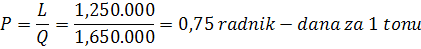 P = L/Q = 1,250.000/1,650.000 = 0,75 radnik − dana za 1 tonu